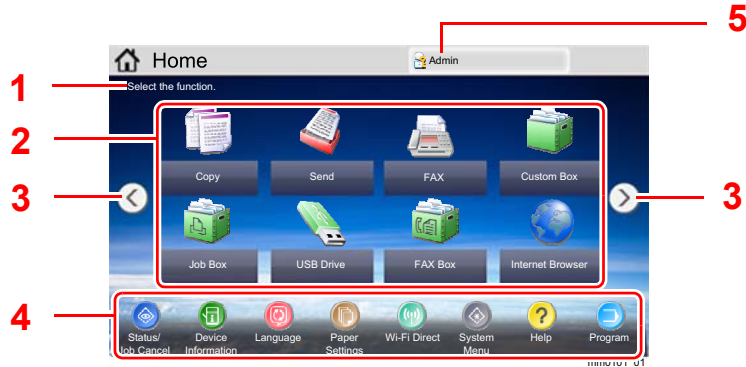 5
Home
Admin
1
Select the function.
2
Copy
Send
FAX
Custom Box
3
3
Job Box
USB Drive
FAX Box
Internet Browser
4
Status/
Job Cancel
Device
Information
Language
Paper
Settings
Wi-Fi Direct
System
Menu
?
Help
Program